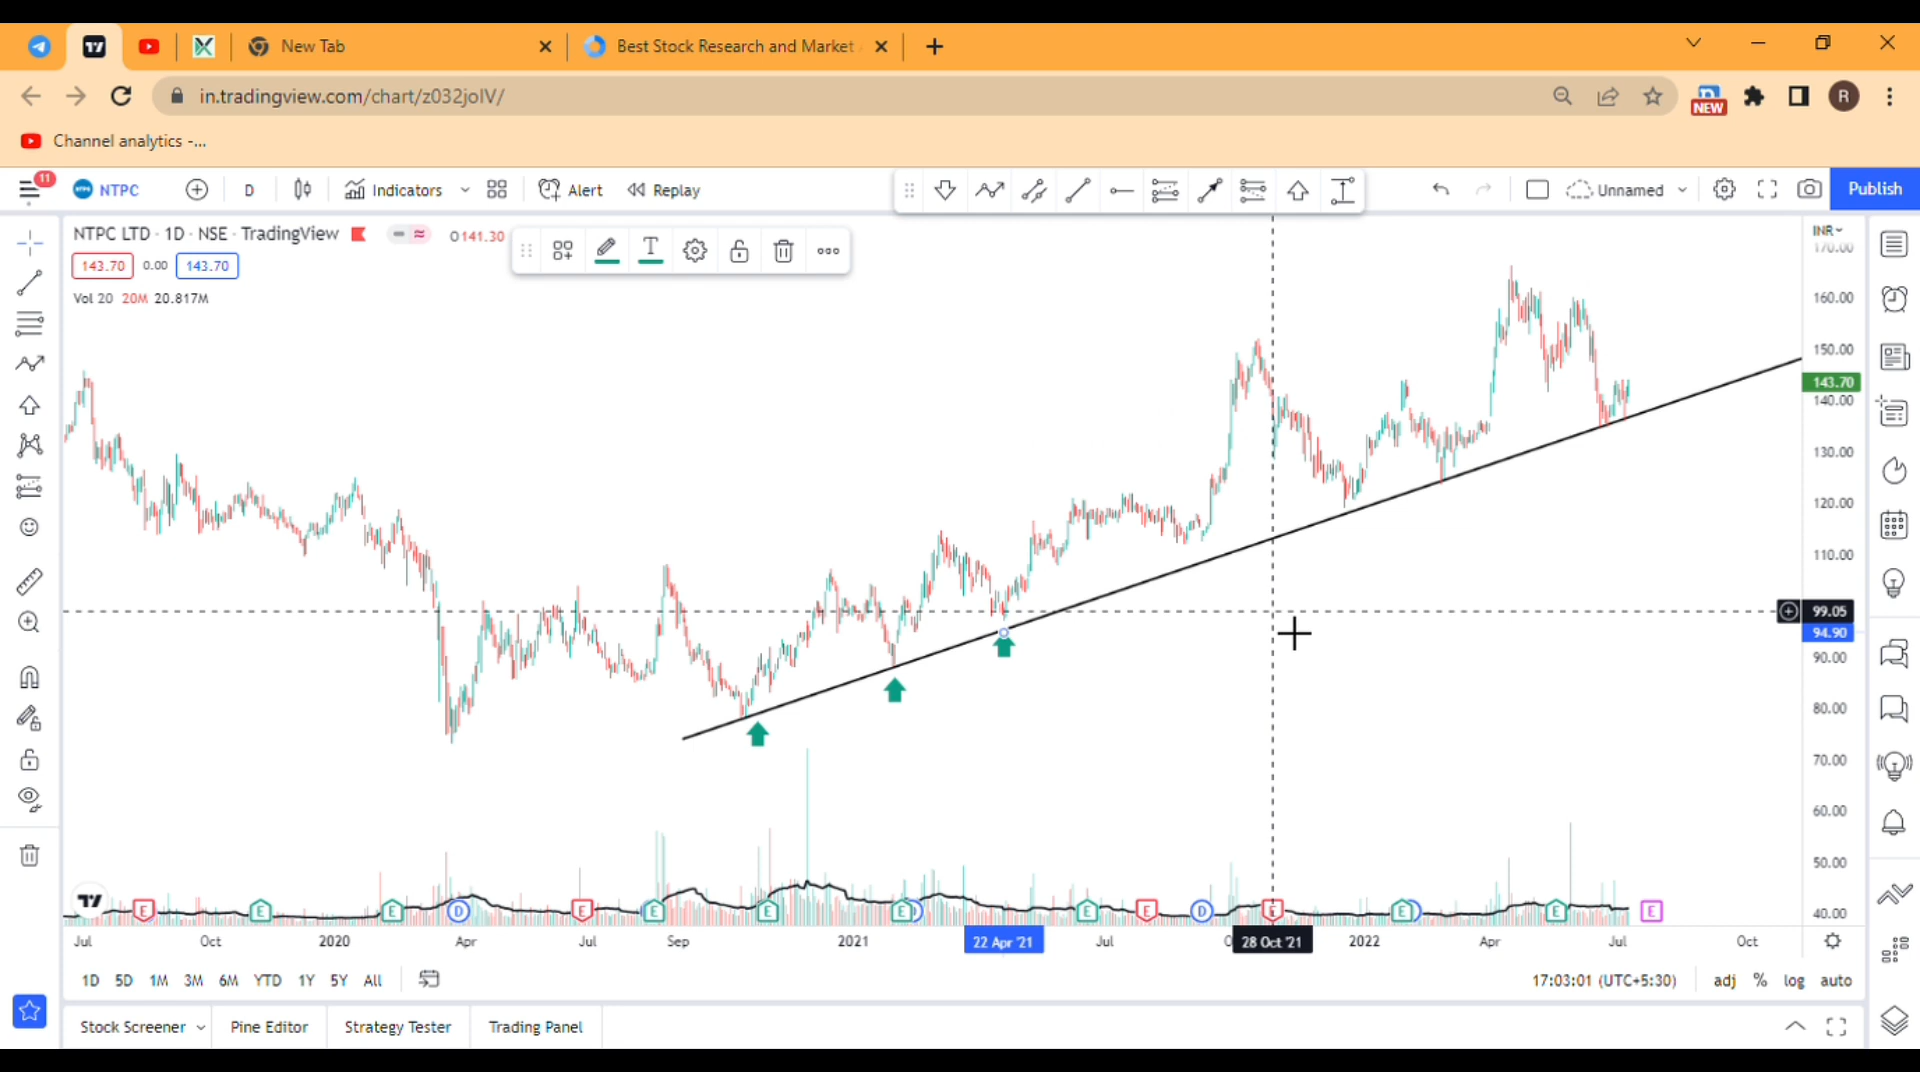 New Tab
Best Stock Research and Market
in.tradingview.com/chart/z032joIV/
NEW
R
Channel analytics -...
11
NTPC
D
Indicators
Alert
Replay
Unnamed
Publish
NTPC LTD · 1D · NSE · TradingView
O141.30
143.70
0.00
143.70
Vol 20 20M 20.817M
T
INR
170.00
160.00
150.00
143.70
140.00
130.00
120.00
110.00
99.05
94.90
90.00
80.00
70.00
60.00
50.00
40.00
E E E D E E E E D E E D E E D E E
Jul Oct 2020 Apr Jul Sep 2021 22 Apr '21 Jul 28 Oct '21 2022 Apr Jul Oct
1D 5D 1M 3M 6M YTD 1Y 5Y All
17:03:01 (UTC+5:30) adj % log auto
Stock Screener Pine Editor Strategy Tester Trading Panel